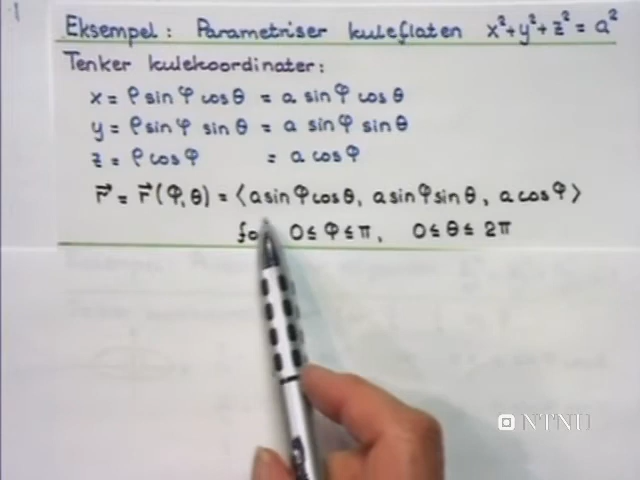 Eksempel: Parametriser kuleflaten x² + y² + z² = a²
Tenker kulekoordinater:
x = ρ sin φ cos θ = a sin φ cos θ
y = ρ sin φ sin θ = a sin φ sin θ
z = ρ cos φ = a cos φ
r⃗ = r⃗(φ, θ) = ⟨a sin φ cos θ, a sin φ sin θ, a cos φ⟩
0 ≤ φ ≤ π, 0 ≤ θ ≤ 2π
NTNU